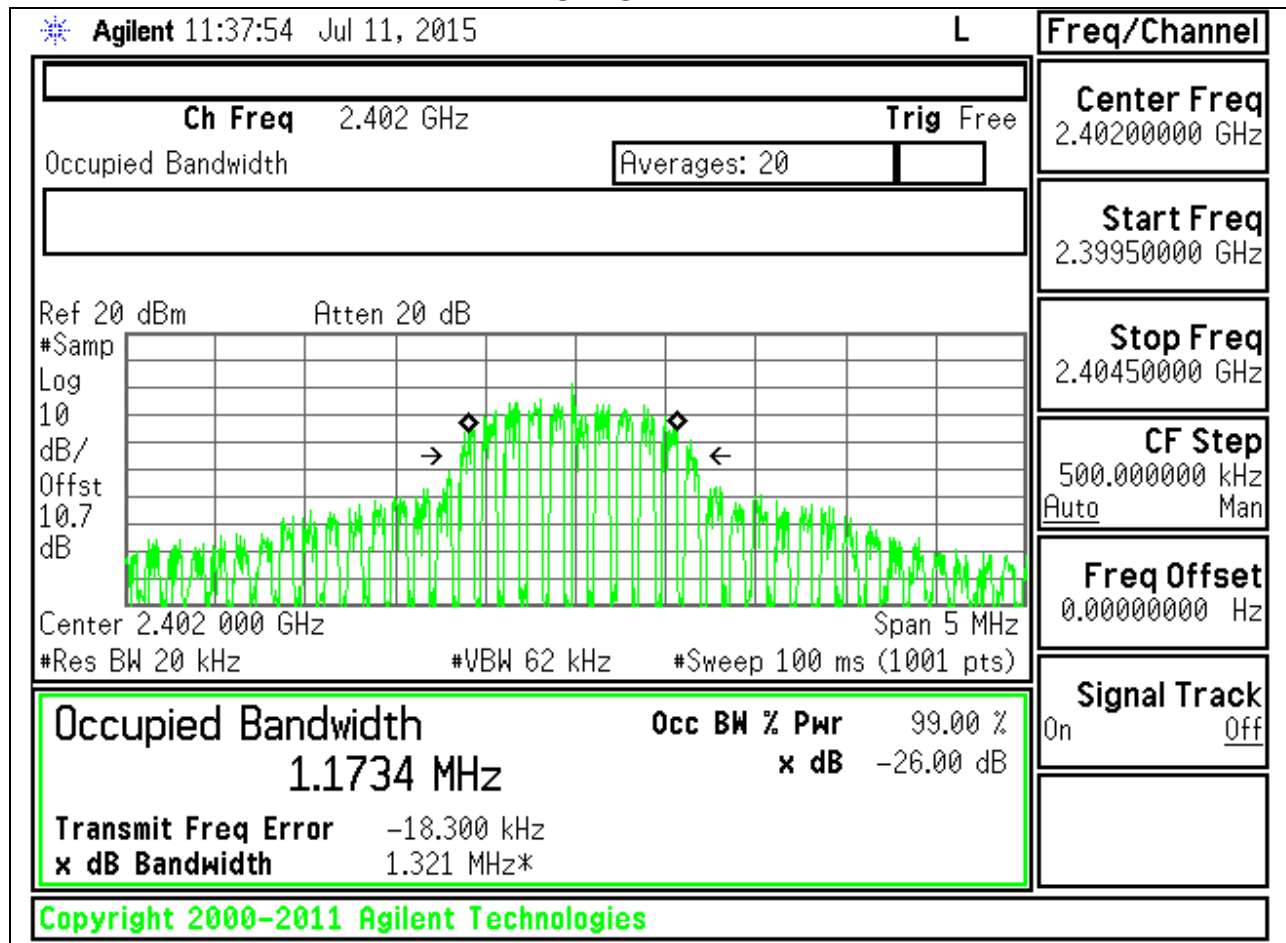 Agilent 11:37:54 Jul 11, 2015 L
Ch Freq 2.402 GHz Trig Free
Occupied Bandwidth Averages: 20
Ref 20 dBm Atten 20 dB
#Samp
Log
10
dB/
Offst
10.7
dB
Center 2.402 000 GHz Span 5 MHz
#Res BW 20 kHz #VBW 62 kHz #Sweep 100 ms (1001 pts)
Occupied Bandwidth Occ BW % Pwr 99.00 %
1.1734 MHz x dB -26.00 dB
Transmit Freq Error -18.300 kHz
x dB Bandwidth 1.321 MHz*
Copyright 2000-2011 Agilent Technologies
Freq/Channel
Center Freq
2.40200000 GHz
Start Freq
2.39950000 GHz
Stop Freq
2.40450000 GHz
CF Step
500.000000 kHz
Auto Man
Freq Offset
0.00000000 Hz
Signal Track
On Off